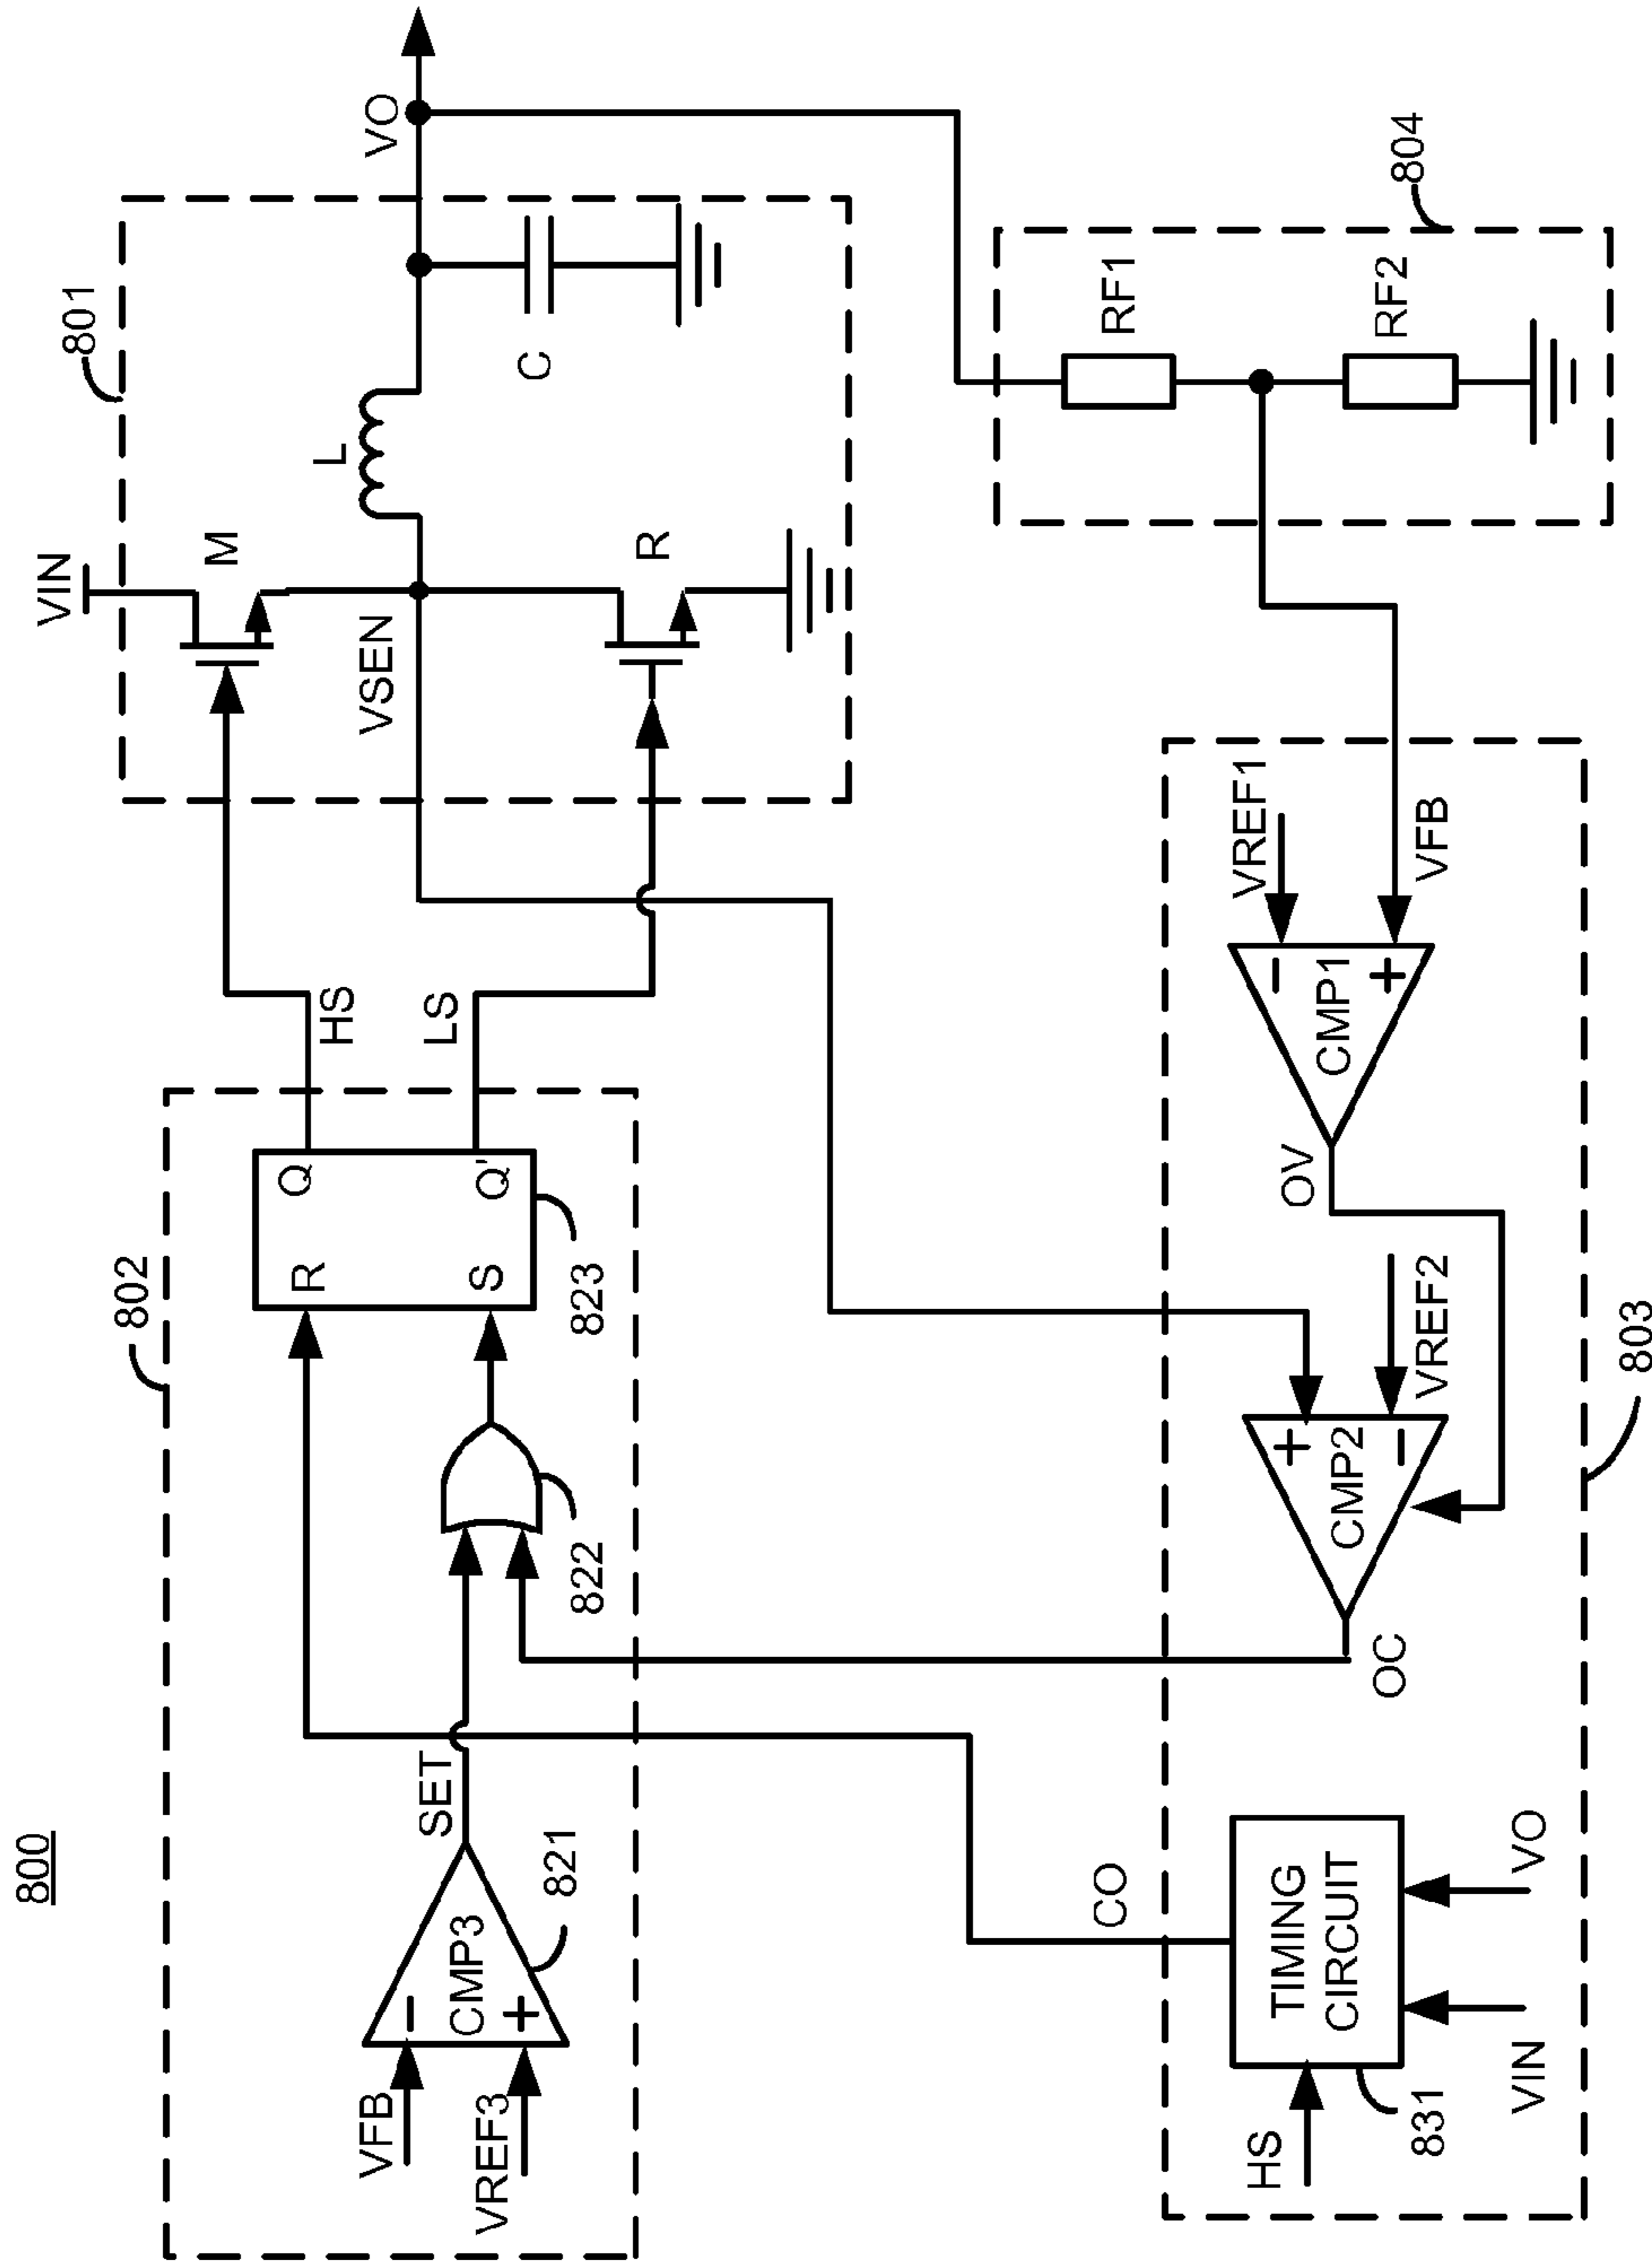 800
801
VIN
M
VSEN
L
VO
C
R
802
HS
LS
R
Q
S
Q'
823
822
SET
VFB
VREF3
−
+
CMP3
821
804
RF1
RF2
803
VREF1
VFB
−
+
CMP1
OV
VREF2
+
−
CMP2
OC
CO
TIMING
CIRCUIT
HS
831
VIN
VO